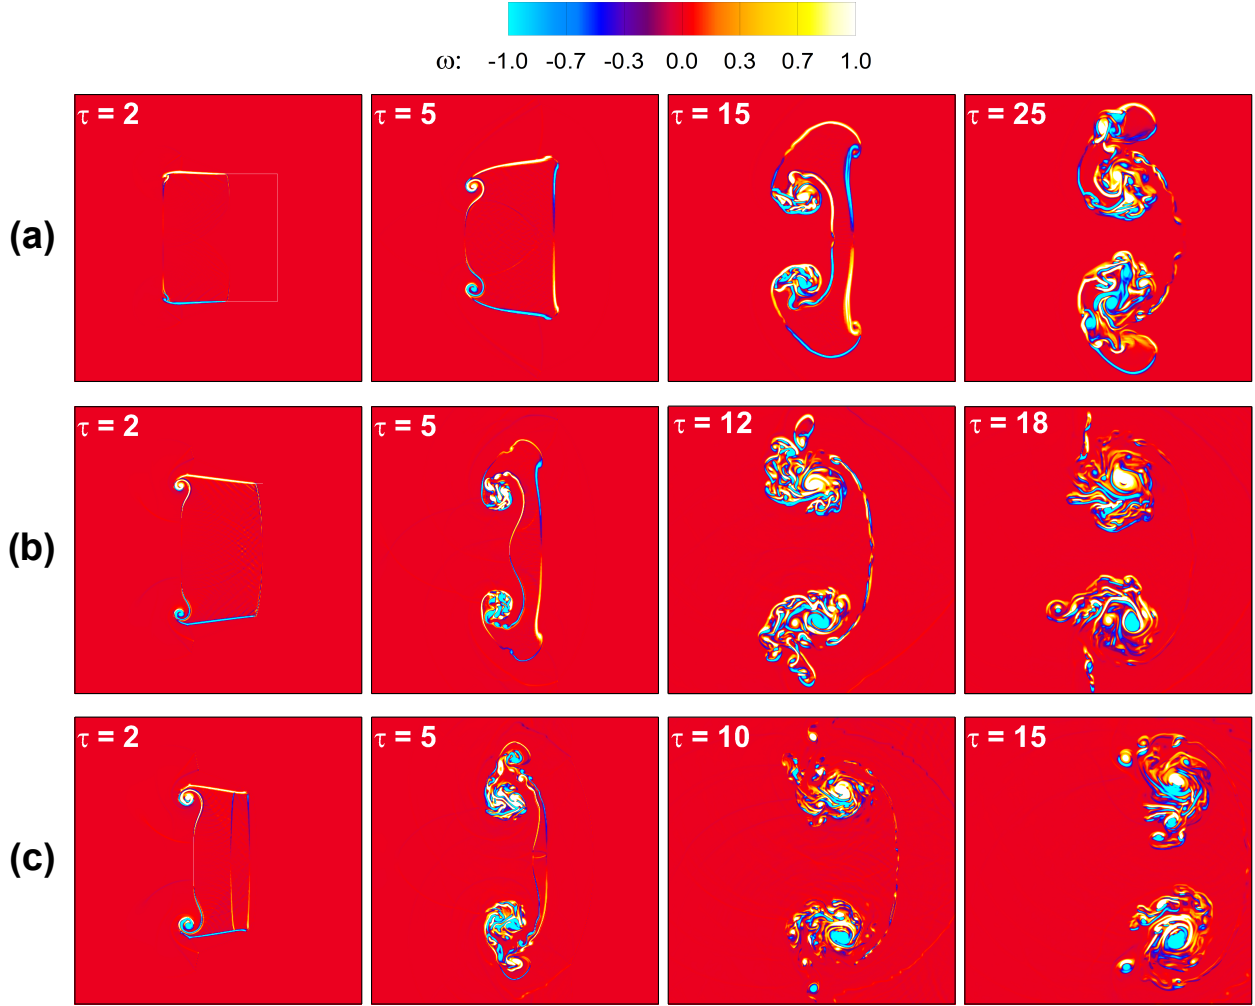 ω: -1.0 -0.7 -0.3 0.0 0.3 0.7 1.0
(a) τ = 2 τ = 5 τ = 15 τ = 25
(b) τ = 2 τ = 5 τ = 12 τ = 18
(c) τ = 2 τ = 5 τ = 10 τ = 15